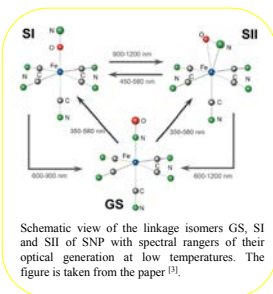 SI
N
O
Fe
C
C
C
N
900-1200 nm
450-580 nm
SII
O
N
Fe
C
C
C
N
350-580 nm
350-580 nm
O
N
600-900 nm
600-1200 nm
Fe
C
C
GS
C
N
Schematic view of the linkage isomers GS, SI
and SII of SNP with spectral rangers of their
optical generation at low temperatures. The
figure is taken from the paper [3].